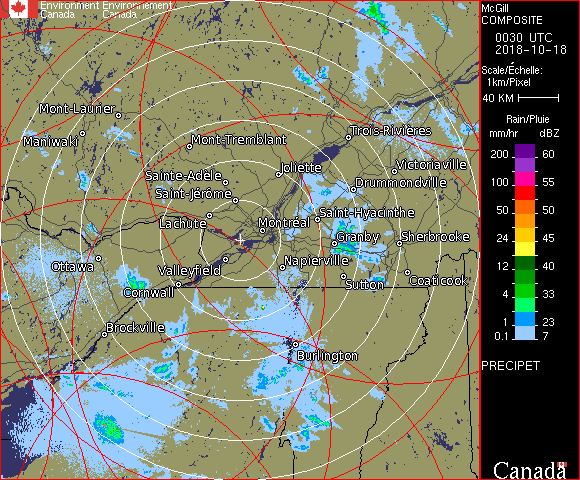 Environment Environnement
Canada Canada
McGill
COMPOSITE
0030 UTC
2018-10-18
Scale/Échelle:
1km/Pixel
40 KM
Rain/Pluie
mm/hr dBZ
200 60
100 55
50 50
24 45
12 40
4 33
1 23
0.1 7
PRECIPET
Canada
Mont-Laurier
Maniwaki
Mont-Tremblant
Trois-Rivières
Joliette
Victoriaville
Sainte-Adèle
Drummondville
Saint-Jérôme
Saint-Hyacinthe
Lachute
Montréal
Granby
Sherbrooke
Ottawa
Valleyfield
Napierville
Cornwall
Sutton
Coaticook
Brockville
Burlington